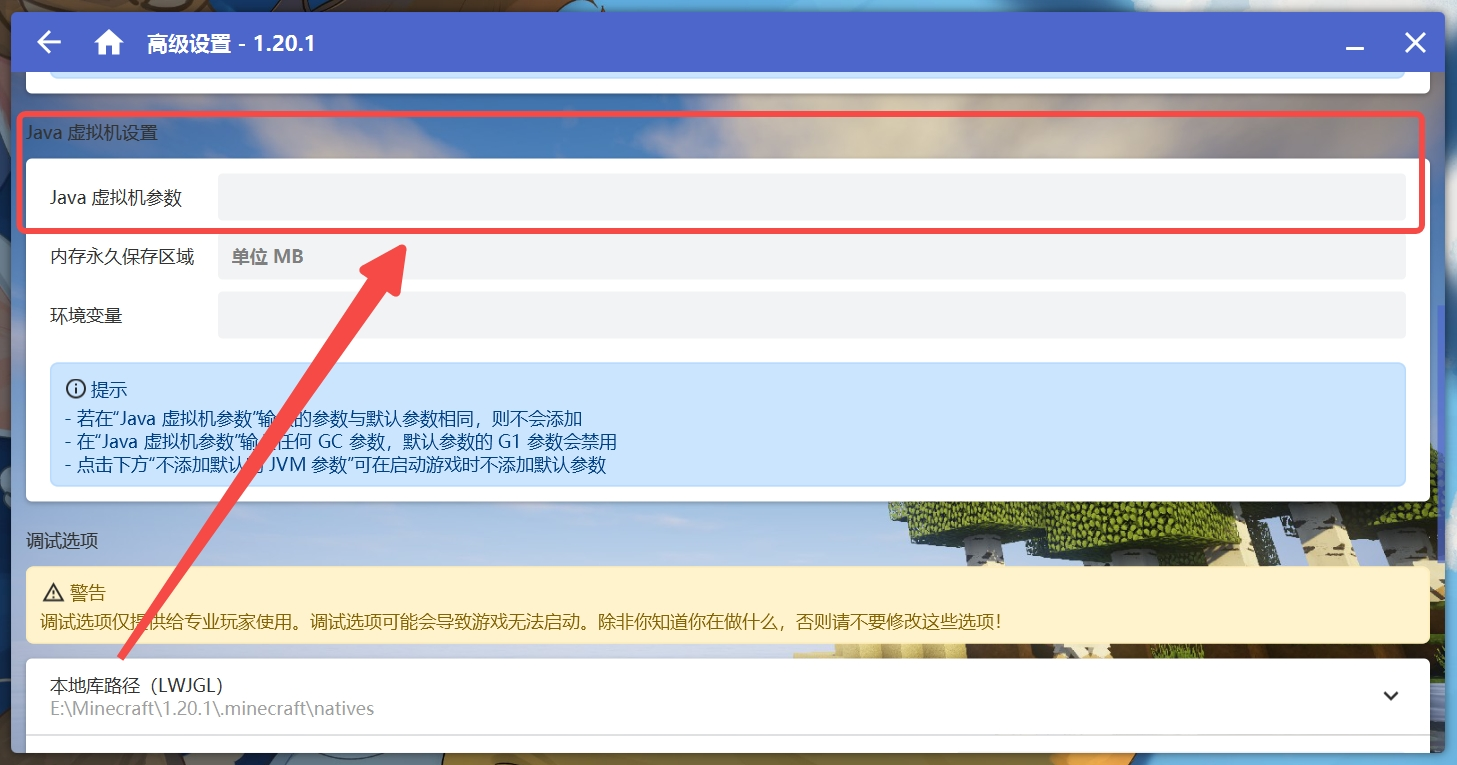 高级设置 - 1.20.1
Java 虚拟机设置
Java 虚拟机参数
内存永久保存区域
单位 MB
环境变量
提示
- 若在“Java 虚拟机参数”输的参数与默认参数相同，则不会添加
- 在“Java 虚拟机参数”输任何 GC 参数，默认参数的 G1 参数会禁用
- 点击下方“不添加默认 JVM 参数”可在启动游戏时不添加默认参数
调试选项
警告
调试选项仅提供给专业玩家使用。调试选项可能会导致游戏无法启动。除非你知道你在做什么，否则请不要修改这些选项！
本地库路径（LWJGL）
E:\Minecraft\1.20.1\.minecraft\natives